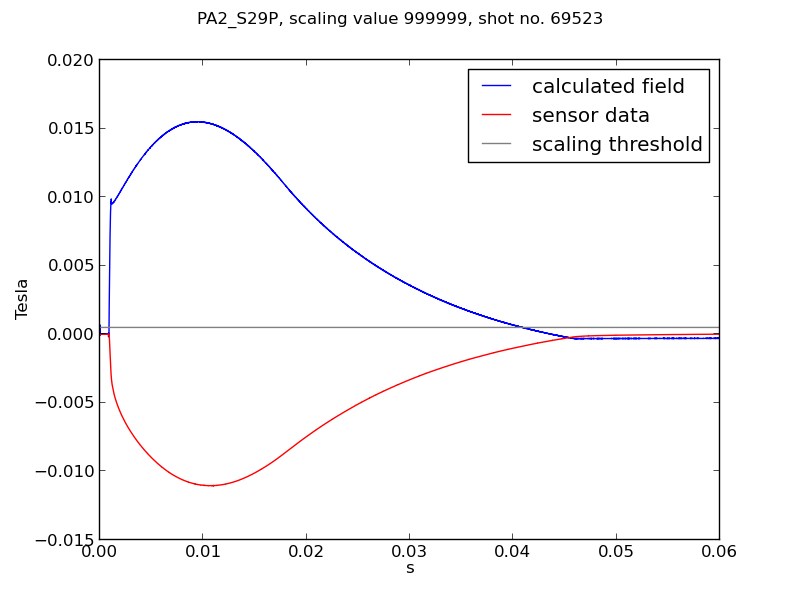 PA2_S29P, scaling value 999999, shot no. 69523
calculated field
sensor data
scaling threshold
0.020
0.015
0.010
0.005
0.000
−0.005
−0.010
−0.015
Tesla
0.00 0.01 0.02 0.03 0.04 0.05 0.06
s